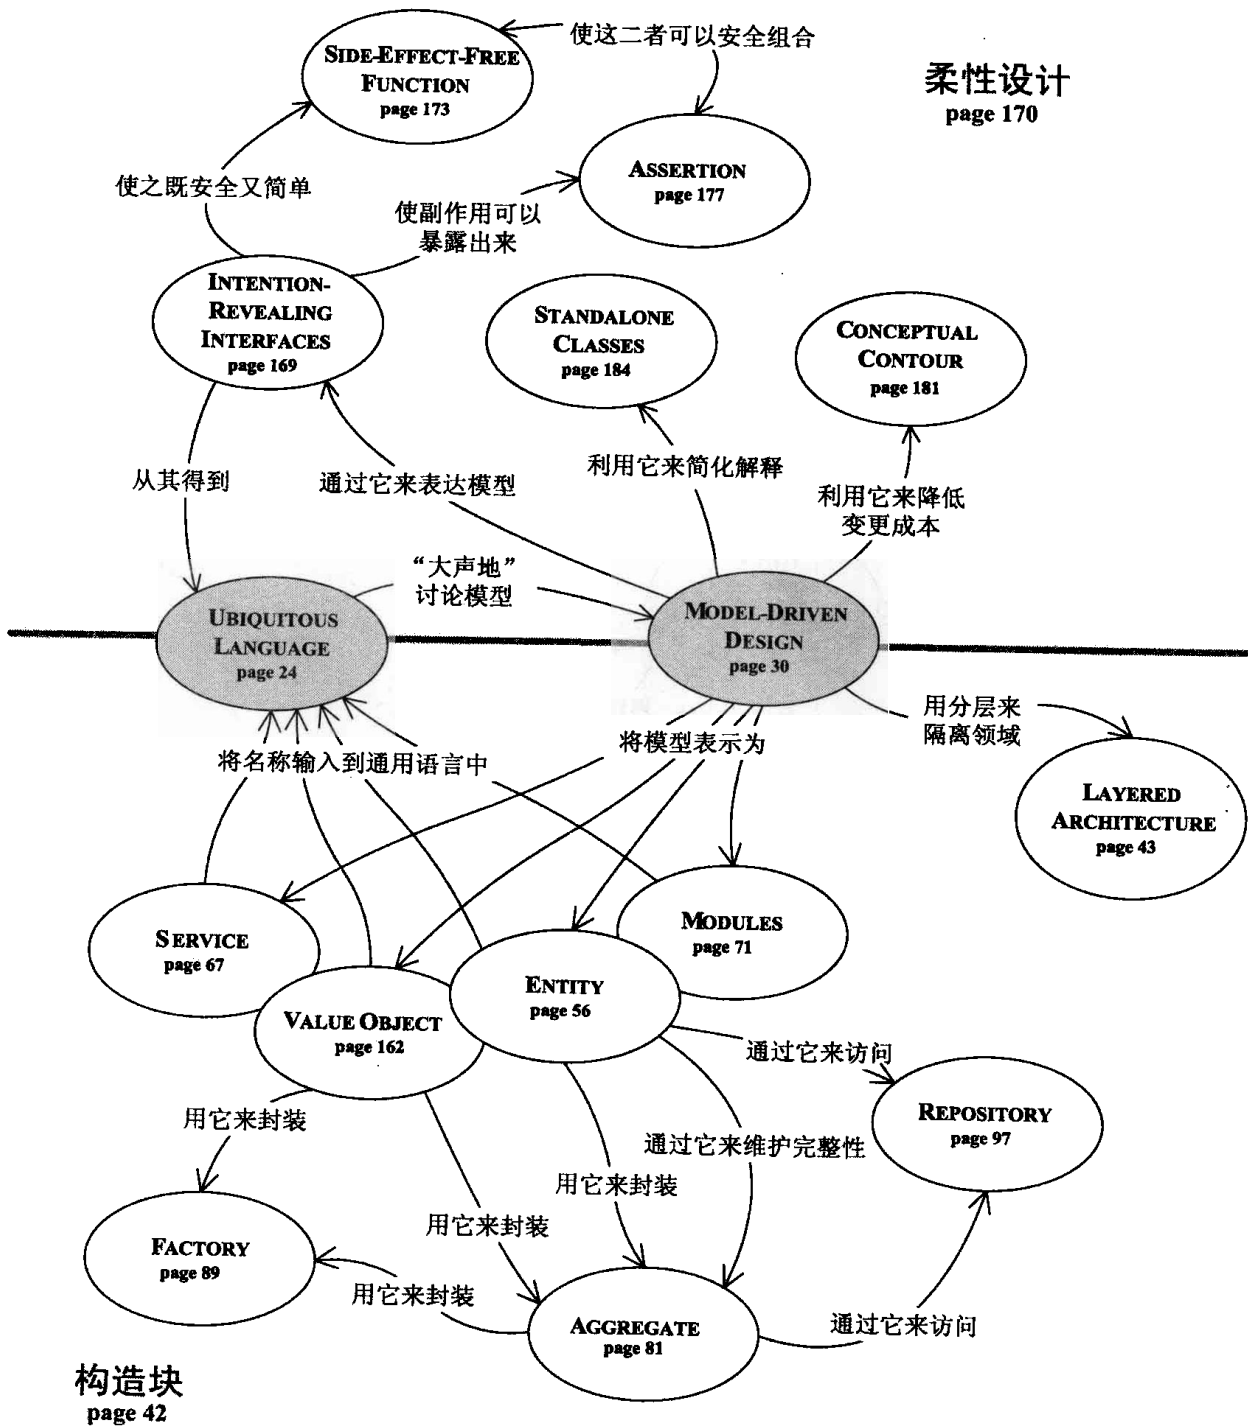 使这二者可以安全组合
SIDE-EFFECT-FREE
FUNCTION
page 173
柔性设计
page 170
ASSERTION
page 177
使之既安全又简单
使副作用可以
暴露出来
INTENTION-
REVEALING
INTERFACES
page 169
STANDALONE
CLASSES
page 184
CONCEPTUAL
CONTOUR
page 181
从其得到
通过它来表达模型
利用它来简化解释
利用它来降低
变更成本
“大声地”
讨论模型
UBIQUITOUS
LANGUAGE
page 24
MODEL-DRIVEN
DESIGN
page 30
用分层来
隔离领域
将名称输入到通用语言中
将模型表示为
LAYERED
ARCHITECTURE
page 43
SERVICE
page 67
MODULES
page 71
ENTITY
page 56
VALUE OBJECT
page 162
通过它来访问
REPOSITORY
page 97
用它来封装
通过它来维护完整性
用它来封装
用它来封装
FACTORY
page 89
用它来封装
AGGREGATE
page 81
通过它来访问
构造块
page 42